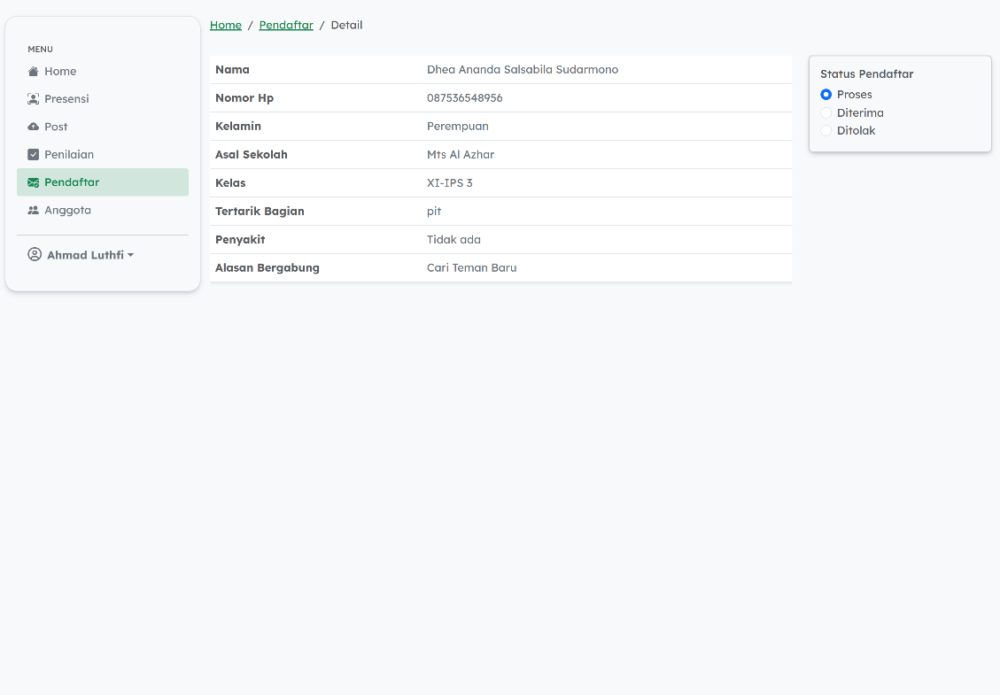 MENU
Home
Presensi
Post
Penilaian
Pendaftar
Anggota
Ahmad Luthfi
Home / Pendaftar / Detail
Nama Dhea Ananda Salsabila Sudarmono
Nomor Hp 087536548956
Kelamin Perempuan
Asal Sekolah Mts Al Azhar
Kelas XI-IPS 3
Tertarik Bagian pit
Penyakit Tidak ada
Alasan Bergabung Cari Teman Baru
Status Pendaftar
Proses
Diterima
Ditolak